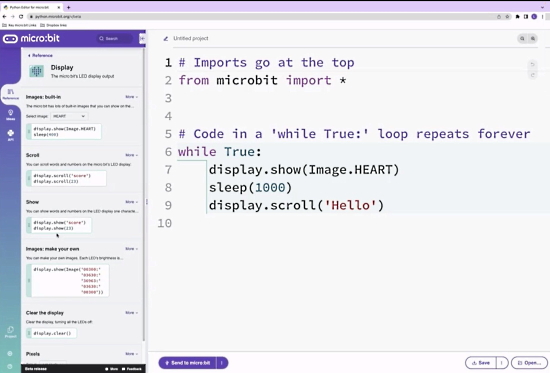 Python Editor for micro:bit
python.microbit.org/v/beta
micro:bit
Search
Untitled project
Reference
Display
The micro:bit's LED display output
Reference
Ideas
API
Project
Images: built-in
More
The micro:bit has lots of built-in images that you can show on the...
Select image:
HEART
display.show(Image.HEART)
sleep(400)
Scroll
More
You can scroll words and numbers on the micro:bit's LED display:
display.scroll("score")
display.scroll(23)
Show
More
You can show words and numbers on the LED display one characte...
display.show("score")
display.show(23)
Images: make your own
More
You can make your own images. Each LED's brightness is...
display.show(Image(
Clear the display
More
Clear the display, turning all the LEDs off:
display.clear()
Pixels
More
Beta release
More
Feedback
1 # Imports go at the top
2 from microbit import *
3
4
5 # Code in a 'while True:' loop repeats forever
6 while True:
7 display.show(Image.HEART)
8 sleep(1000)
9 display.scroll('Hello')
10
Send to micro:bit
Save
Open...